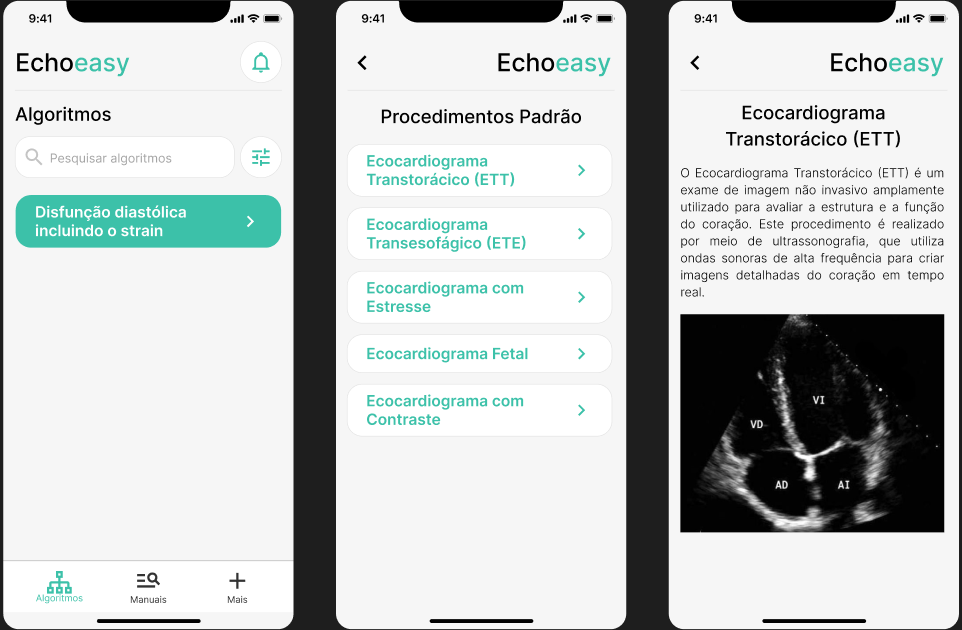 9:41
Echoeasy
Algoritmos
Pesquisar algoritmos
Disfunção diastólica
incluindo o strain
Algoritmos
Manuais
Mais
9:41
Echoeasy
Procedimentos Padrão
Ecocardiograma
Transtorácico (ETT)
Ecocardiograma
Transesofágico (ETE)
Ecocardiograma com
Estresse
Ecocardiograma Fetal
Ecocardiograma com
Contraste
9:41
Echoeasy
Ecocardiograma
Transtorácico (ETT)
O Ecocardiograma Transtorácico (ETT) é um
exame de imagem não invasivo amplamente
utilizado para avaliar a estrutura e a função
do coração. Este procedimento é realizado
por meio de ultrassonografia, que utiliza
ondas sonoras de alta frequência para criar
imagens detalhadas do coração em tempo
real.
VI
VD
AD
AI